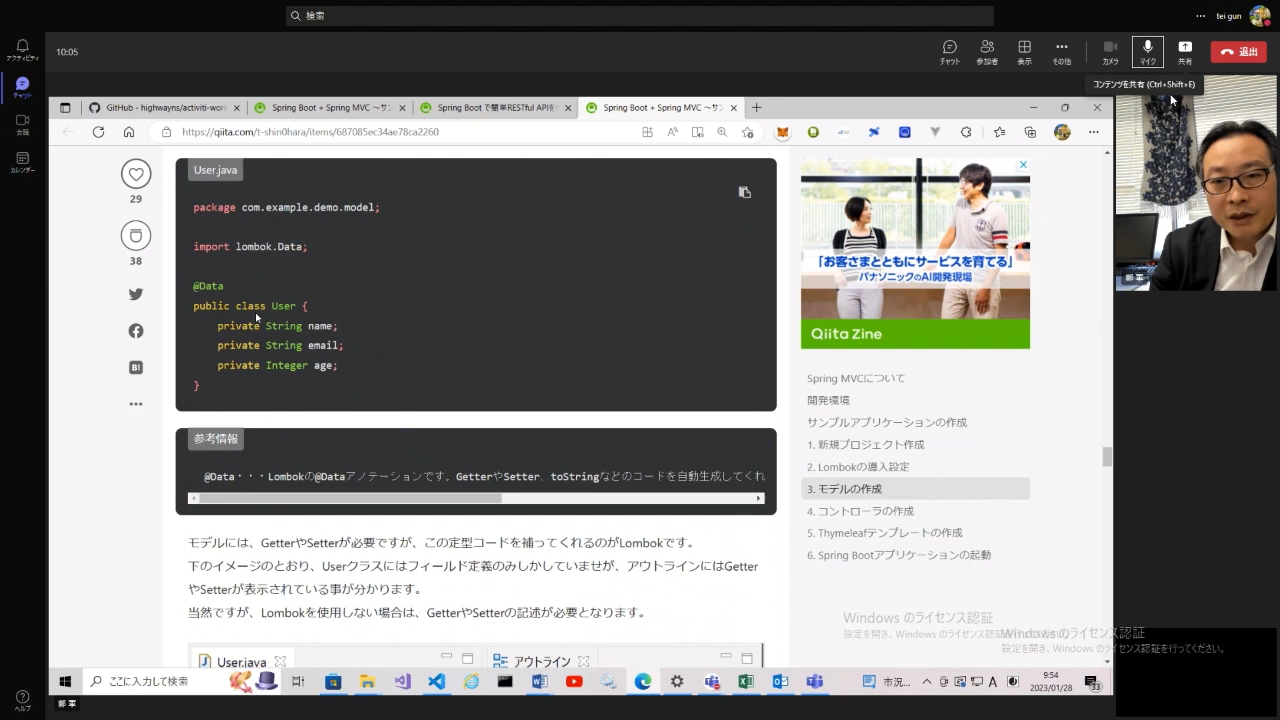 検索
tei gun
アクティビティ
チャット
会議
カレンダー
ヘルプ
10:05
チャット
参加者
表示
その他
カメラ
マイク
共有
退出
コンテンツを共有 (Ctrl+Shift+E)
GitHub - highwayns/activiti-work
Spring Boot + Spring MVC 〜サン
Spring Boot で簡単RESTful APIを
Spring Boot + Spring MVC 〜サン
29
38
B!
User.java
package com.example.demo.model;
import lombok.Data;
@Data
public class User {
private String name;
private String email;
private Integer age;
}
参考情報
@Data・・・Lombokの@Dataアノテーションです。GetterやSetter、toStringなどのコードを自動生成してくれ
モデルには、GetterやSetterが必要ですが、この定型コードを補ってくれるのがLombokです。
下のイメージのとおり、Userクラスにはフィールド定義のみしかしていませが、アウトラインにはGetter
やSetterが表示されている事が分かります。
当然ですが、Lombokを使用しない場合は、GetterやSetterの記述が必要となります。
User.java
アウトライン
「お客さまとともにサービスを育てる」
パナソニックのAI開発現場
Qiita Zine
Spring MVCについて
開発環境
サンプルアプリケーションの作成
1. 新規プロジェクト作成
2. Lombokの導入設定
3. モデルの作成
4. コントローラの作成
5. Thymeleafテンプレートの作成
6. Spring Bootアプリケーションの起動
鄭 軍
Windows のライセンス認証
Windows のライセンス認証
設定を開き、Windows のライセンス認証を行ってください。
ここに入力して検索
市況...
A
9:54
2023/01/28
33
鄭 軍